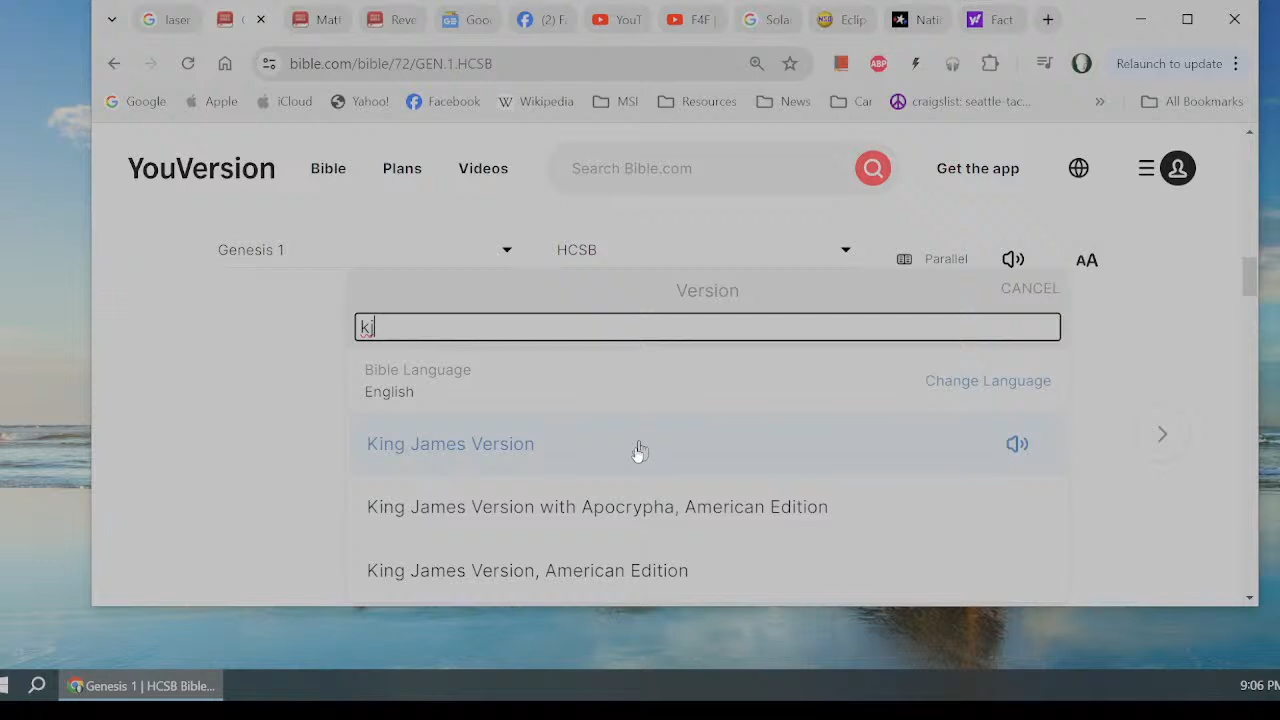 laser
Matt
Reve
Goo
(2) Fa
YouT
F4F |
Sola
Eclip
Nati
Fact
bible.com/bible/72/GEN.1.HCSB
ABP
Relaunch to update
Google
Apple
iCloud
Yahoo!
Facebook
Wikipedia
MSI
Resources
News
Car
craigslist: seattle-tac...
»
All Bookmarks
YouVersion
Bible
Plans
Videos
Search Bible.com
Get the app
Genesis 1
HCSB
Parallel
AA
Version
CANCEL
kj
Bible Language
English
Change Language
King James Version
King James Version with Apocrypha, American Edition
King James Version, American Edition
Genesis 1 | HCSB Bible...
9:06 PM